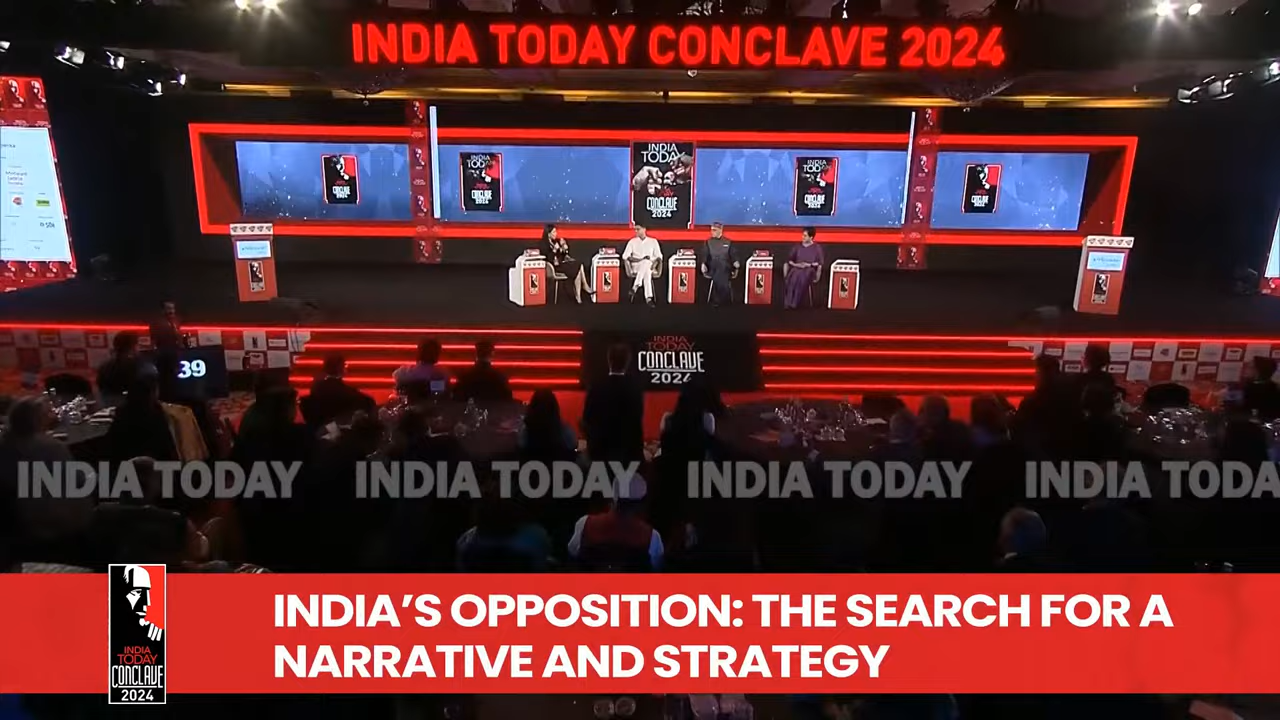 INDIA TODAY CONCLAVE 2024
INDIA
TODAY
CONCLAVE
2024
INDIA
TODAY
CONCLAVE
2024
39
INDIA TODAY INDIA TODAY INDIA TODAY INDIA TODA
INDIA'S OPPOSITION: THE SEARCH FOR A
NARRATIVE AND STRATEGY
INDIA
TODAY
CONCLAVE
2024